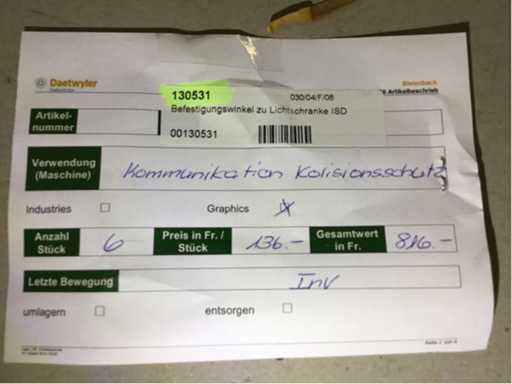 Daetwyler
Bleienbach
130531
030/04/F/06
Artikelbeschrieb
Befestigungswinkel zu Lichtschranke ISD
Artikel-
nummer
00130531
Verwendung
(Maschine)
Kommunikation Kolisionsschutz
Industries
Graphics X
Anzahl
Stück
6
Preis in Fr. /
Stück
136.-
Gesamtwert
in Fr.
816.-
Letzte Bewegung
Inv
umlagern
entsorgen